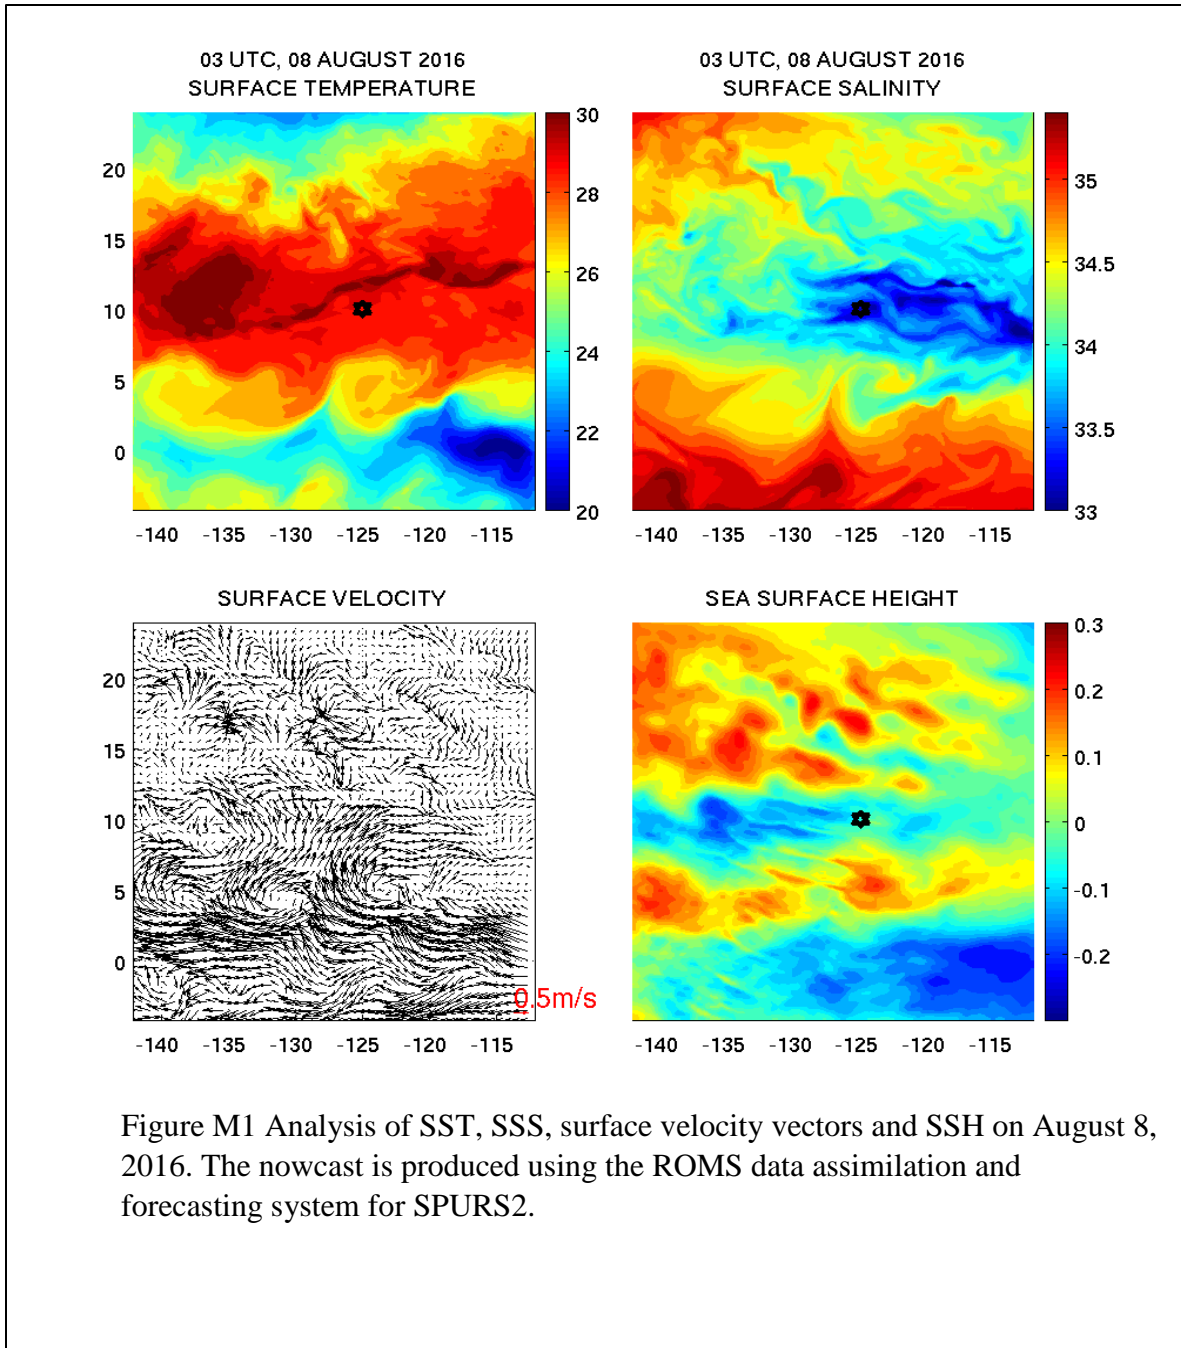 03 UTC, 08 AUGUST 2016
SURFACE TEMPERATURE
30
28
26
24
22
20
20
15
10
5
0
-140 -135 -130 -125 -120 -115
03 UTC, 08 AUGUST 2016
SURFACE SALINITY
35
34.5
34
33.5
33
-140 -135 -130 -125 -120 -115
SURFACE VELOCITY
20
15
10
5
0
0.5m/s
-140 -135 -130 -125 -120 -115
SEA SURFACE HEIGHT
0.3
0.2
0.1
0
-0.1
-0.2
-140 -135 -130 -125 -120 -115
Figure M1 Analysis of SST, SSS, surface velocity vectors and SSH on August 8,
2016. The nowcast is produced using the ROMS data assimilation and
forecasting system for SPURS2.